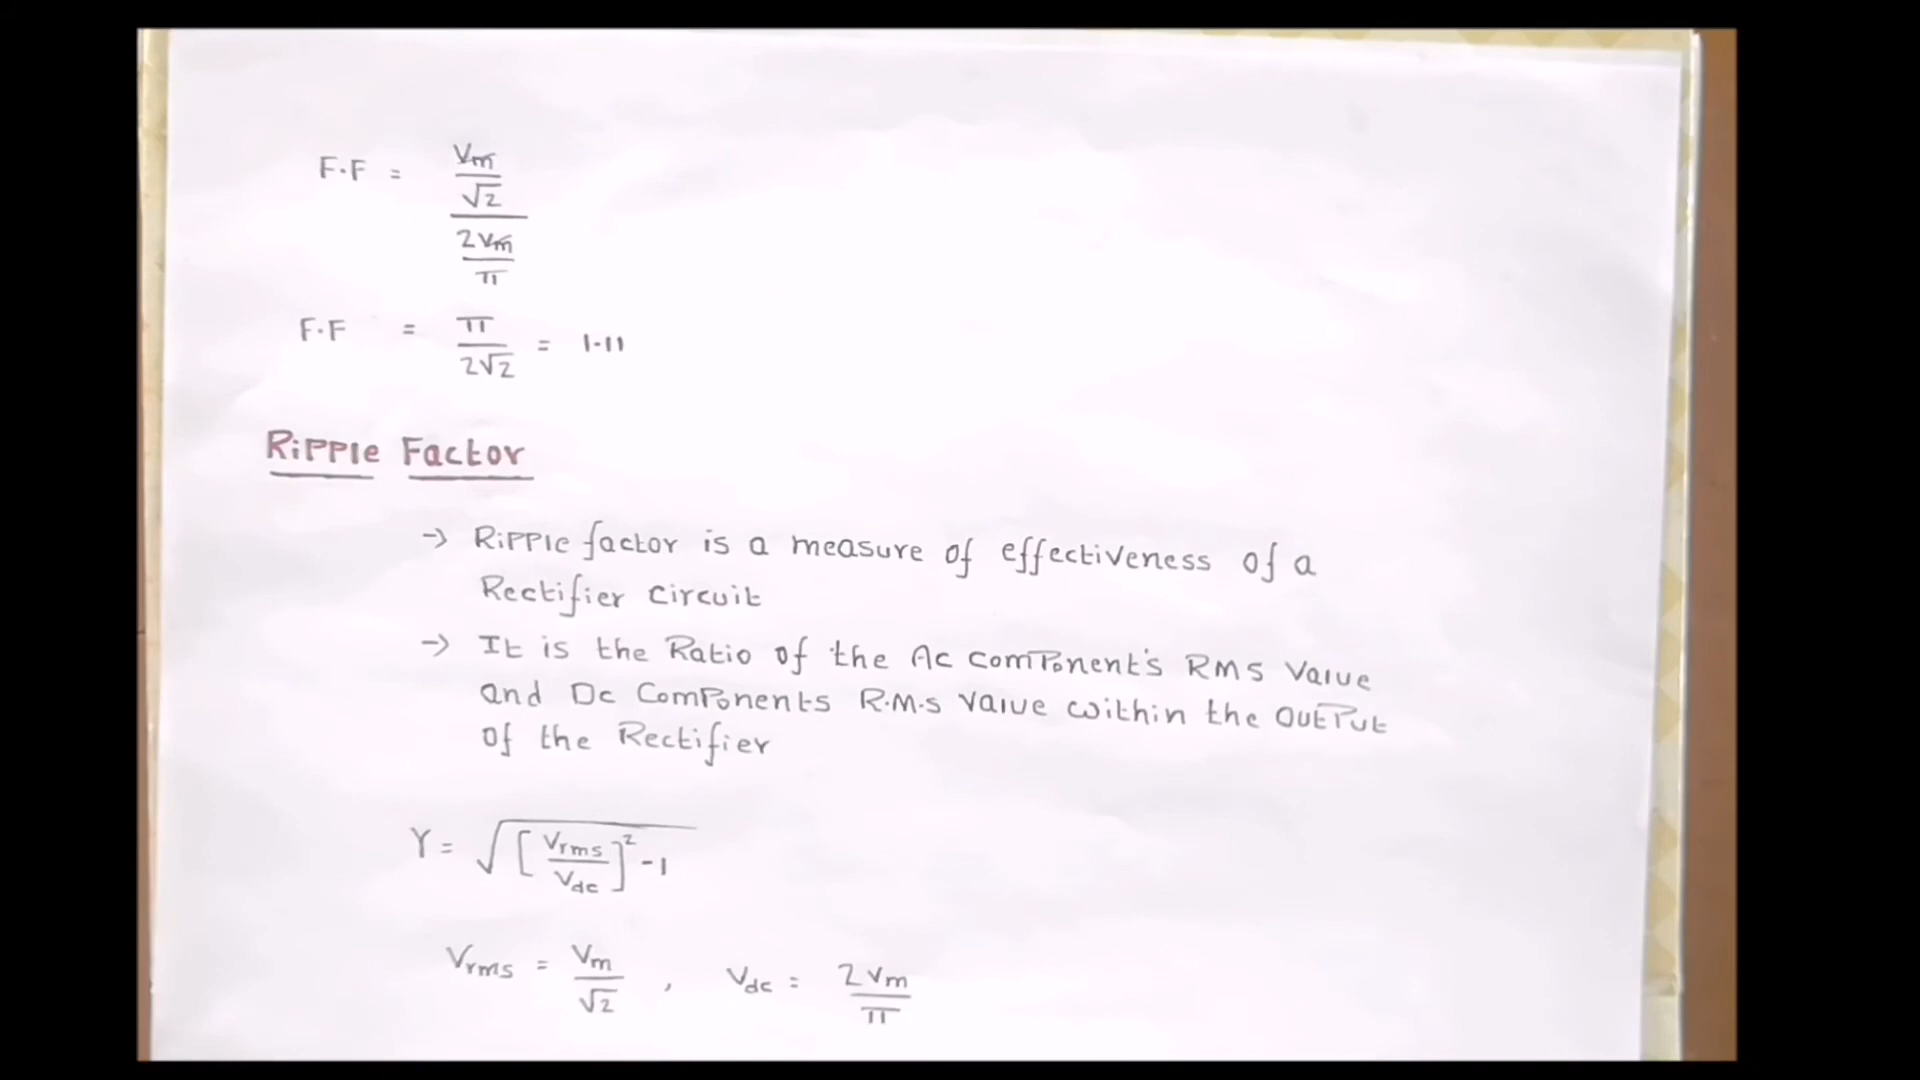 F.F = Vm/√2 / 2Vm/π
F.F = π/2√2 = 1.11
Ripple Factor
→ Ripple factor is a measure of effectiveness of a
Rectifier circuit
→ It is the Ratio of the Ac component's RMS value
and Dc components R.M.S value within the output
of the Rectifier
γ = √[Vrms/Vdc]² - 1
Vrms = Vm/√2 , Vdc = 2Vm/π